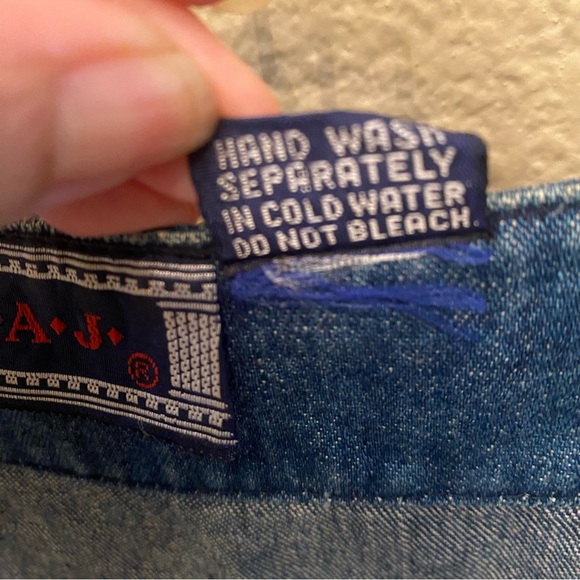 HAND WASH
SEPARATELY
IN COLD WATER
DO NOT BLEACH.
A♦J♦
®